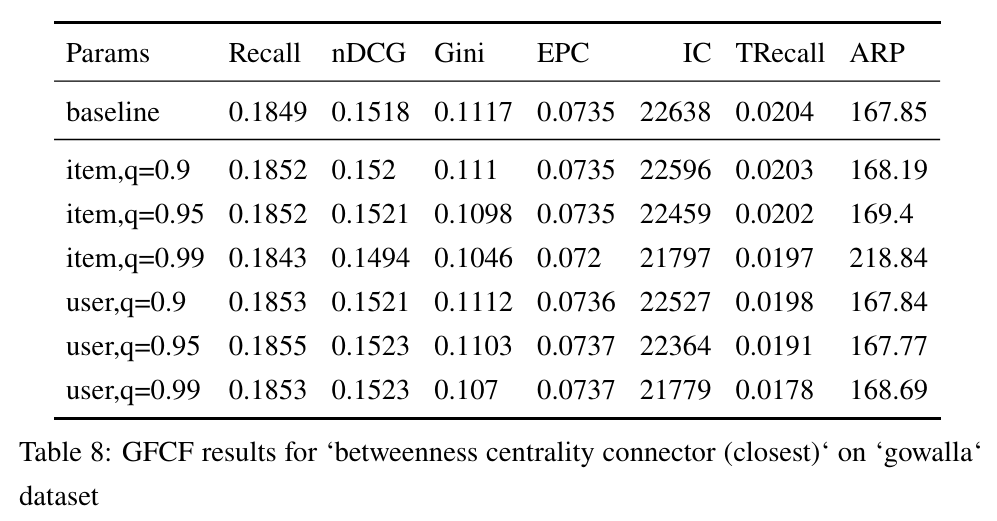 Params Recall nDCG Gini EPC IC TRecall ARP
baseline 0.1849 0.1518 0.1117 0.0735 22638 0.0204 167.85
item,q=0.9 0.1852 0.152 0.111 0.0735 22596 0.0203 168.19
item,q=0.95 0.1852 0.1521 0.1098 0.0735 22459 0.0202 169.4
item,q=0.99 0.1843 0.1494 0.1046 0.072 21797 0.0197 218.84
user,q=0.9 0.1853 0.1521 0.1112 0.0736 22527 0.0198 167.84
user,q=0.95 0.1855 0.1523 0.1103 0.0737 22364 0.0191 167.77
user,q=0.99 0.1853 0.1523 0.107 0.0737 21779 0.0178 168.69
Table 8: GFCF results for ‘betweenness centrality connector (closest)‘ on ‘gowalla‘
dataset